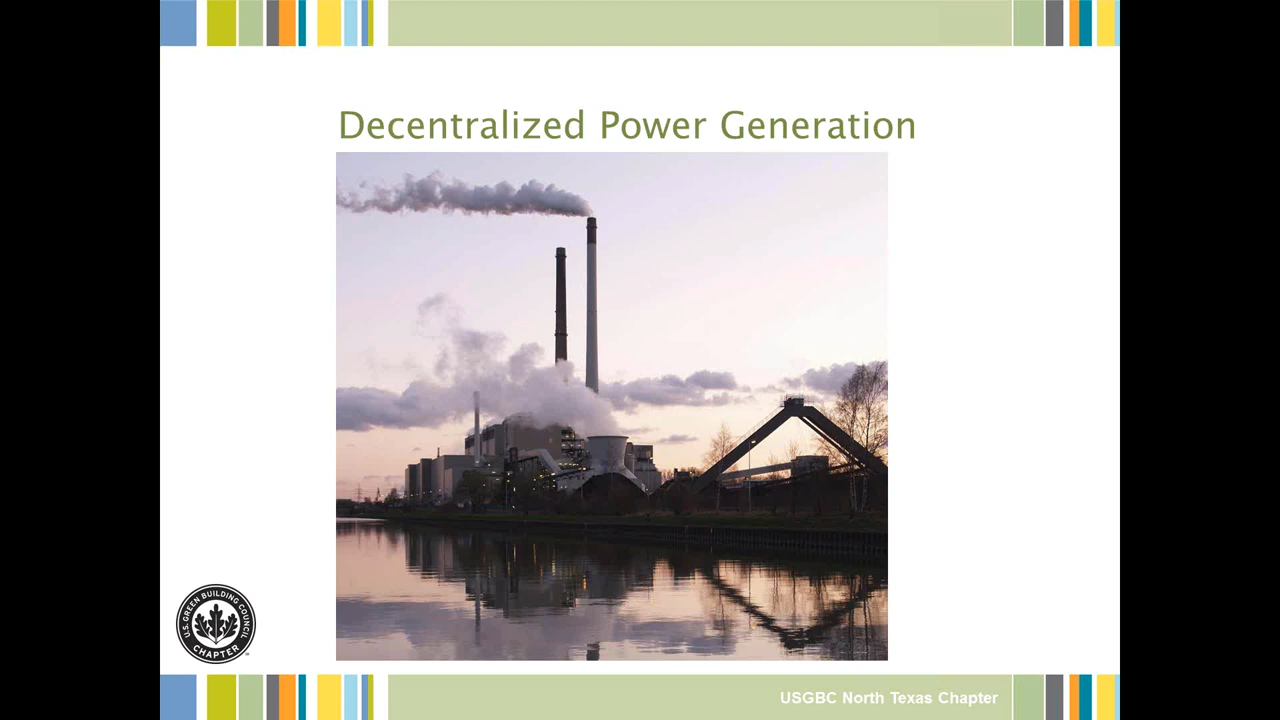 Decentralized Power Generation
U.S. GREEN BUILDING COUNCIL
CHAPTER
USGBC North Texas Chapter